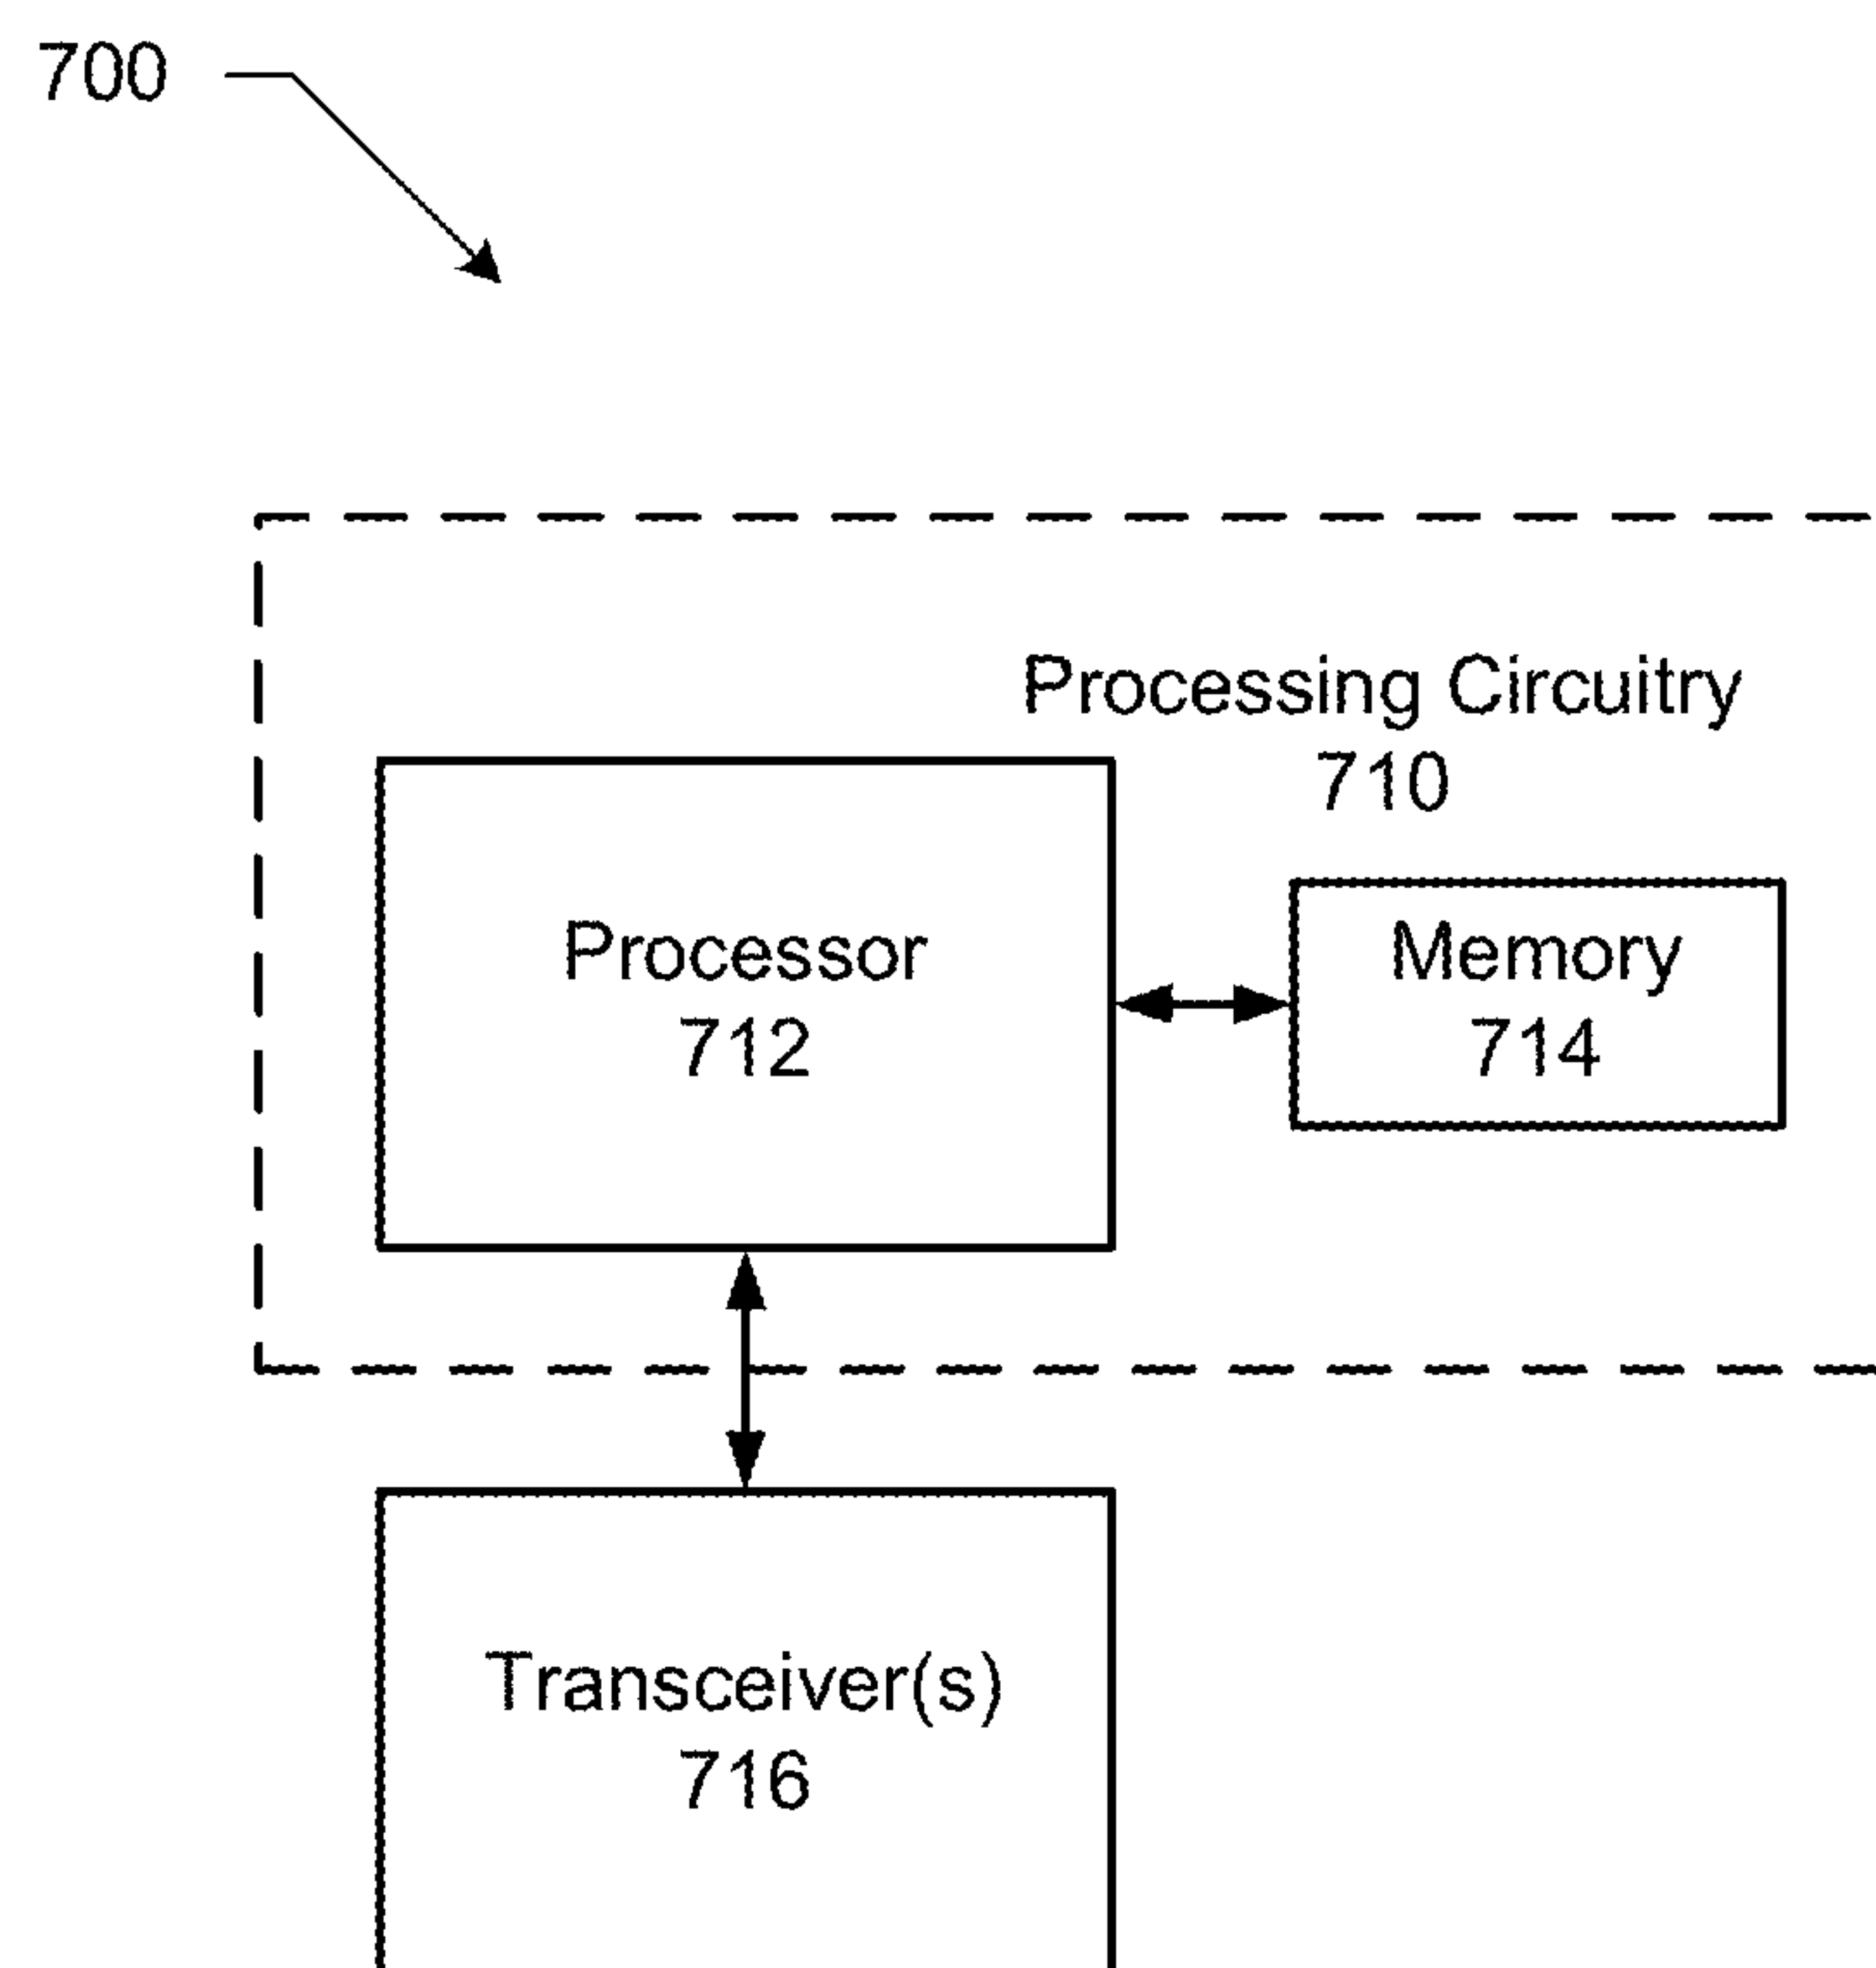 700
Processing Circuitry
710
Processor
712
Memory
714
Transceiver(s)
716